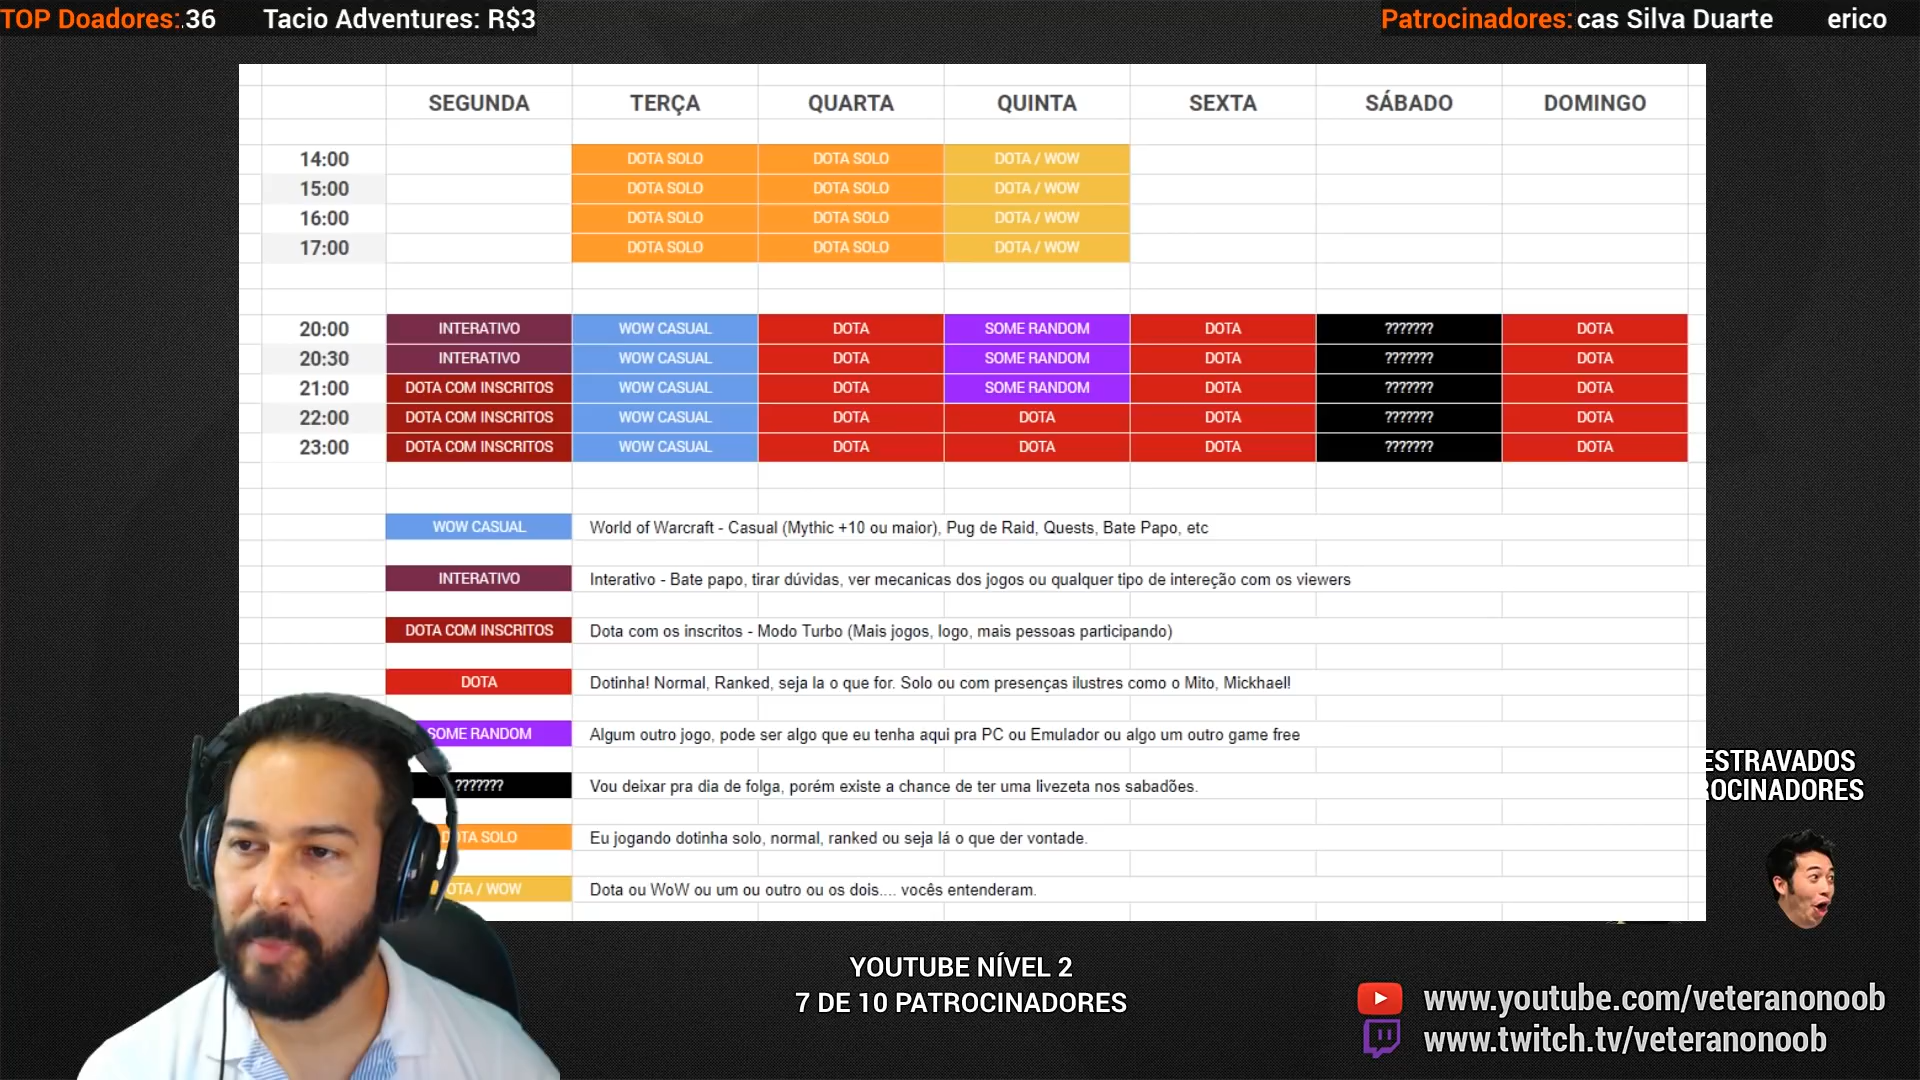 TOP Doadores: 36 Tacio Adventures: R$3
Patrocinadores: cas Silva Duarte erico
SEGUNDA TERÇA QUARTA QUINTA SEXTA SÁBADO DOMINGO
14:00 DOTA SOLO DOTA SOLO DOTA / WOW
15:00 DOTA SOLO DOTA SOLO DOTA / WOW
16:00 DOTA SOLO DOTA SOLO DOTA / WOW
17:00 DOTA SOLO DOTA SOLO DOTA / WOW
20:00 INTERATIVO WOW CASUAL DOTA SOME RANDOM DOTA ??????? DOTA
20:30 INTERATIVO WOW CASUAL DOTA SOME RANDOM DOTA ??????? DOTA
21:00 DOTA COM INSCRITOS WOW CASUAL DOTA SOME RANDOM DOTA ??????? DOTA
22:00 DOTA COM INSCRITOS WOW CASUAL DOTA DOTA DOTA ??????? DOTA
23:00 DOTA COM INSCRITOS WOW CASUAL DOTA DOTA DOTA ??????? DOTA
WOW CASUAL World of Warcraft - Casual (Mythic +10 ou maior), Pug de Raid, Quests, Bate Papo, etc
INTERATIVO Interativo - Bate papo, tirar dúvidas, ver mecanicas dos jogos ou qualquer tipo de intereção com os viewers
DOTA COM INSCRITOS Dota com os inscritos - Modo Turbo (Mais jogos, logo, mais pessoas participando)
DOTA Dotinha! Normal, Ranked, seja la o que for. Solo ou com presenças ilustres como o Mito, Mickhael!
SOME RANDOM Algum outro jogo, pode ser algo que eu tenha aqui pra PC ou Emulador ou algo um outro game free
??????? Vou deixar pra dia de folga, porém existe a chance de ter uma livezeta nos sabadões.
OTA SOLO Eu jogando dotinha solo, normal, ranked ou seja lá o que der vontade.
OTA / WOW Dota ou WoW ou um ou outro ou os dois.... vocês entenderam.
ESTRAVADOS
ROCINADORES
YOUTUBE NÍVEL 2
7 DE 10 PATROCINADORES
www.youtube.com/veteranonoob
www.twitch.tv/veteranonoob